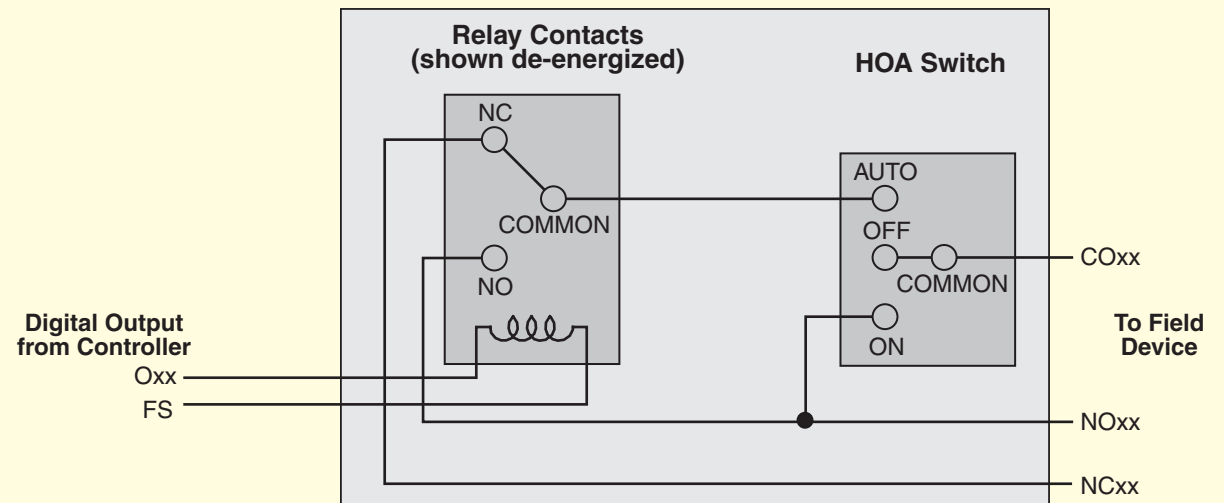 Relay Contacts
(shown de-energized)
HOA Switch
NC
COMMON
NO
AUTO
OFF
COMMON
ON
COxx
Digital Output
from Controller
Oxx
FS
To Field
Device
NOxx
NCxx